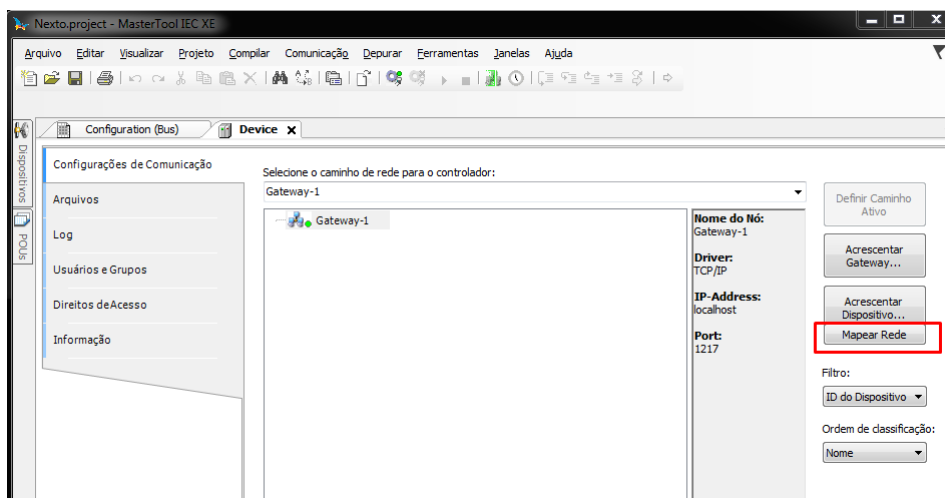 Nexto.project - MasterTool IEC XE
Arquivo Editar Visualizar Projeto Compilar Comunicação Depurar Ferramentas Janelas Ajuda
Dispositivos
POUs
Configuration (Bus) Device X
Configurações de Comunicação
Arquivos
Log
Usuários e Grupos
Direitos deAcesso
Informação
Selecione o caminho de rede para o controlador:
Gateway-1
Gateway-1
Nome do Nó:
Gateway-1
Driver:
TCP/IP
IP-Address:
localhost
Port:
1217
Definir Caminho
Ativo
Acrescentar
Gateway...
Acrescentar
Dispositivo...
Mapear Rede
Filtro:
ID do Dispositivo
Ordem de classificação:
Nome